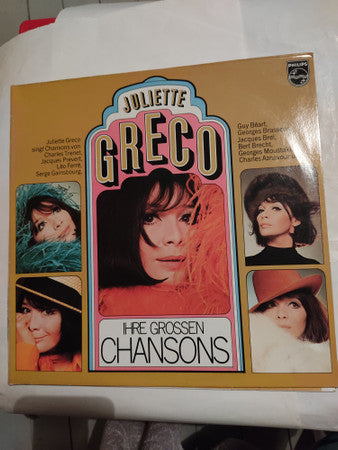 PHILIPS
JULIETTE
GRECO
Juliette Greco
singt Chansons von
Charles Trenet,
Jacques Prévert,
Léo Ferré,
Serge Gainsbourg,
Guy Béart,
Georges Brassens,
Jacques Brel,
Bert Brecht,
Georges Moustaki,
Charles Aznavour
IHRE GROSSEN
CHANSONS